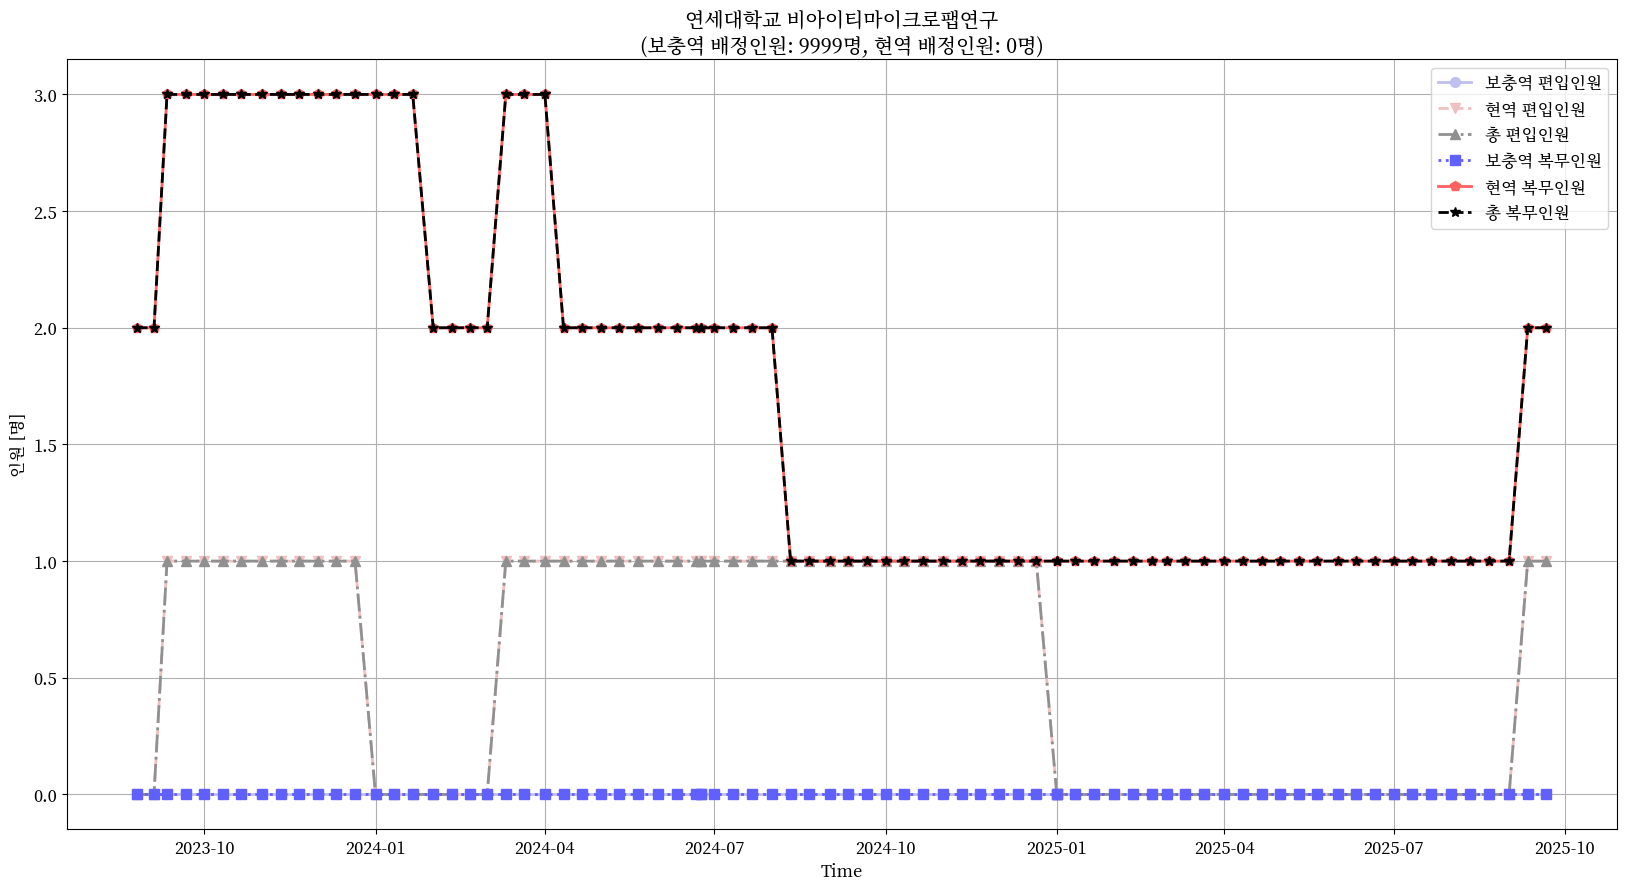 연세대학교 비아이티마이크로팹연구
(보충역 배정인원: 9999명, 현역 배정인원: 0명)
보충역 편입인원
현역 편입인원
총 편입인원
보충역 복무인원
현역 복무인원
총 복무인원
3.0
2.5
2.0
1.5
1.0
0.5
0.0
인원 [명]
2023-10
2024-01
2024-04
2024-07
2024-10
2025-01
2025-04
2025-07
2025-10
Time